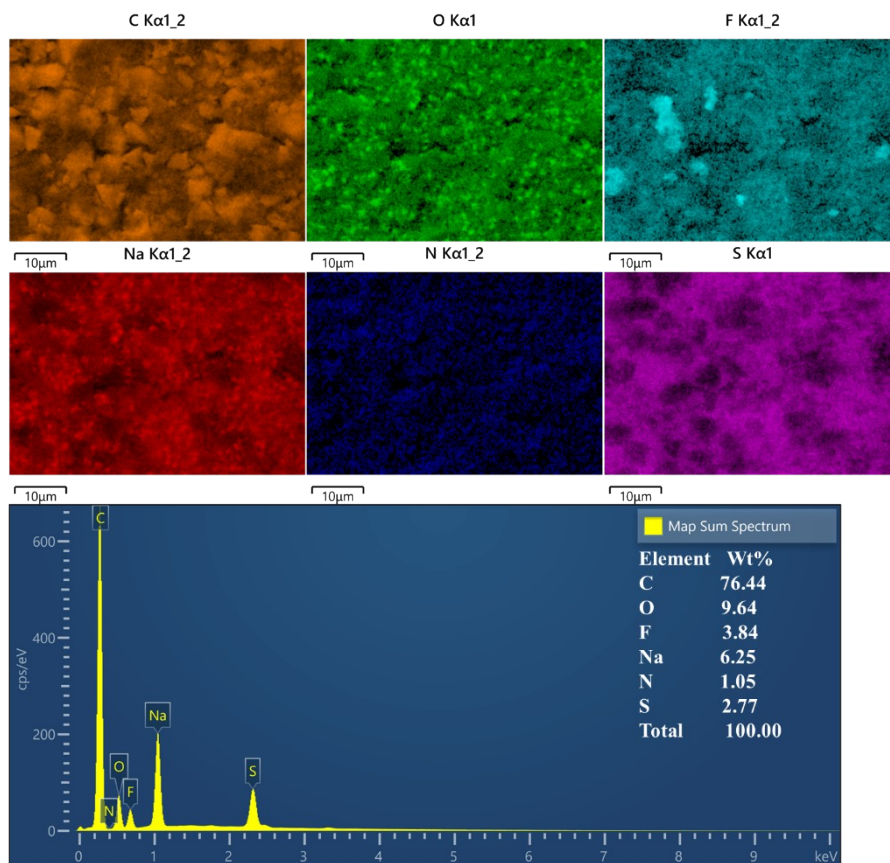 C Kα1_2
O Kα1
F Kα1_2
10μm
Na Kα1_2
10μm
N Kα1_2
10μm
S Kα1
10μm
10μm
10μm
cps/eV
600
400
200
0
C
N
O
F
Na
S
Map Sum Spectrum
Element Wt%
C 76.44
O 9.64
F 3.84
Na 6.25
N 1.05
S 2.77
Total 100.00
0 1 2 3 4 5 6 7 8 9 keV